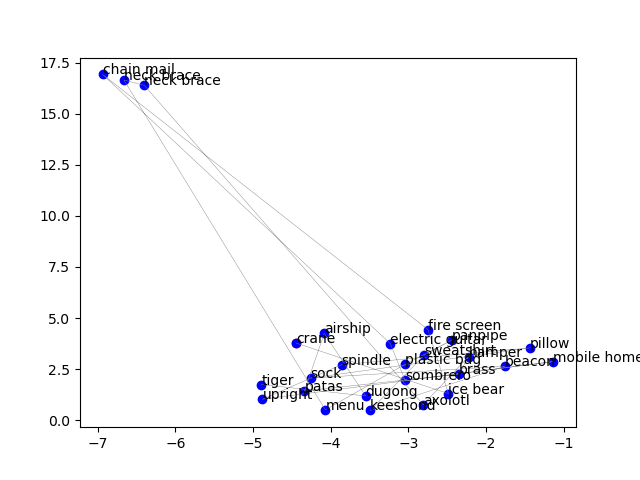 17.5
15.0
12.5
10.0
7.5
5.0
2.5
0.0
chain mail
neck brace
neck brace
fire screen
airship
panpipe
crane
electric guitar
pillow
sweatshirt
hamper
mobile home
spindle
plastic bag
beacon
brass
sock
sombrero
tiger
patas
ice bear
upright
dugong
axolotl
menu
keeshond
−7
−6
−5
−4
−3
−2
−1